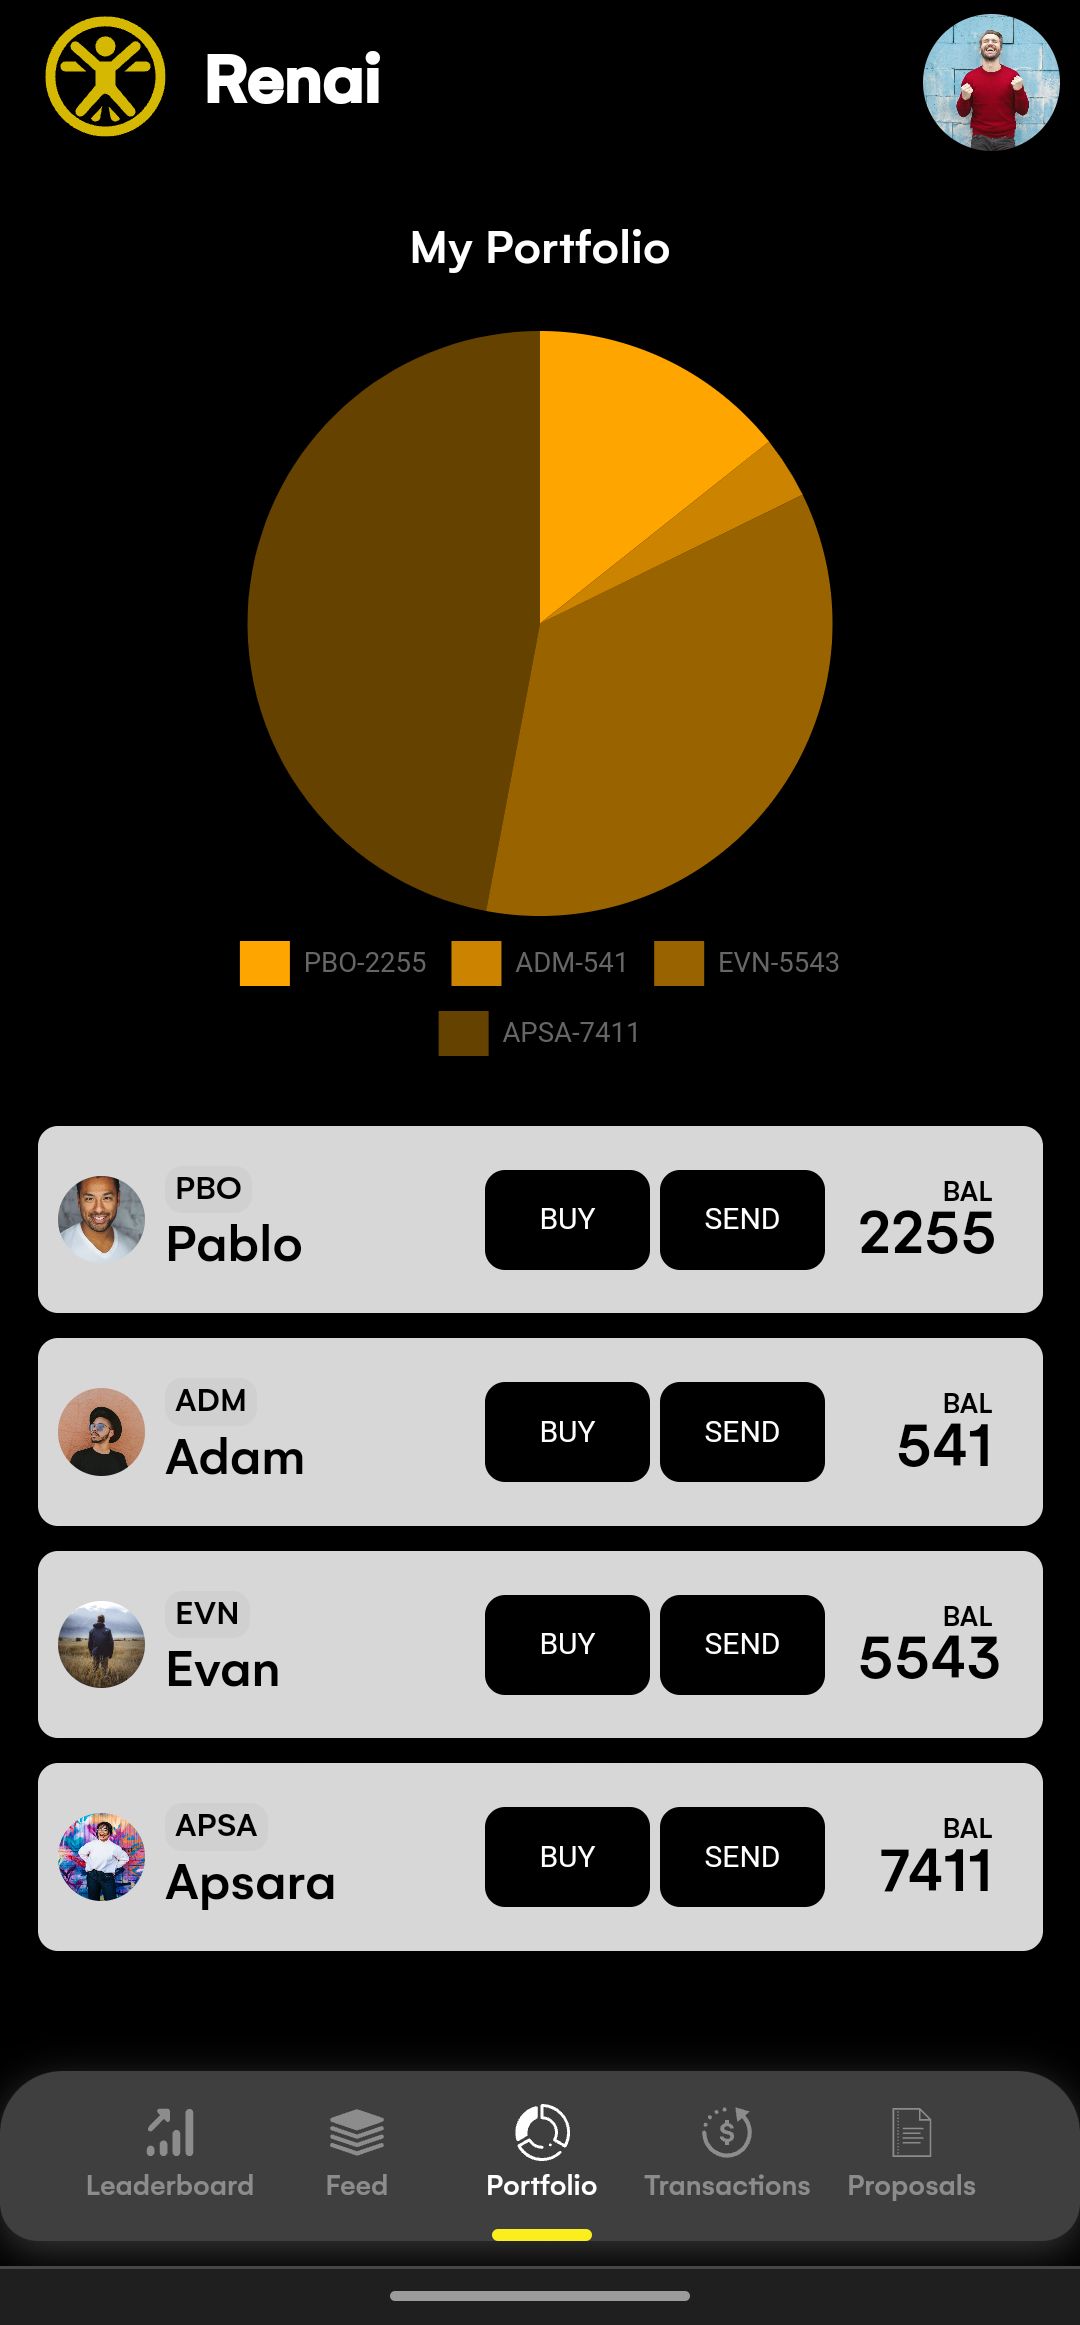 Renai
My Portfolio
PBO-2255 ADM-541 EVN-5543
APSA-7411
PBO
Pablo
BUY SEND
BAL
2255
ADM
Adam
BUY SEND
BAL
541
EVN
Evan
BUY SEND
BAL
5543
APSA
Apsara
BUY SEND
BAL
7411
Leaderboard Feed Portfolio Transactions Proposals